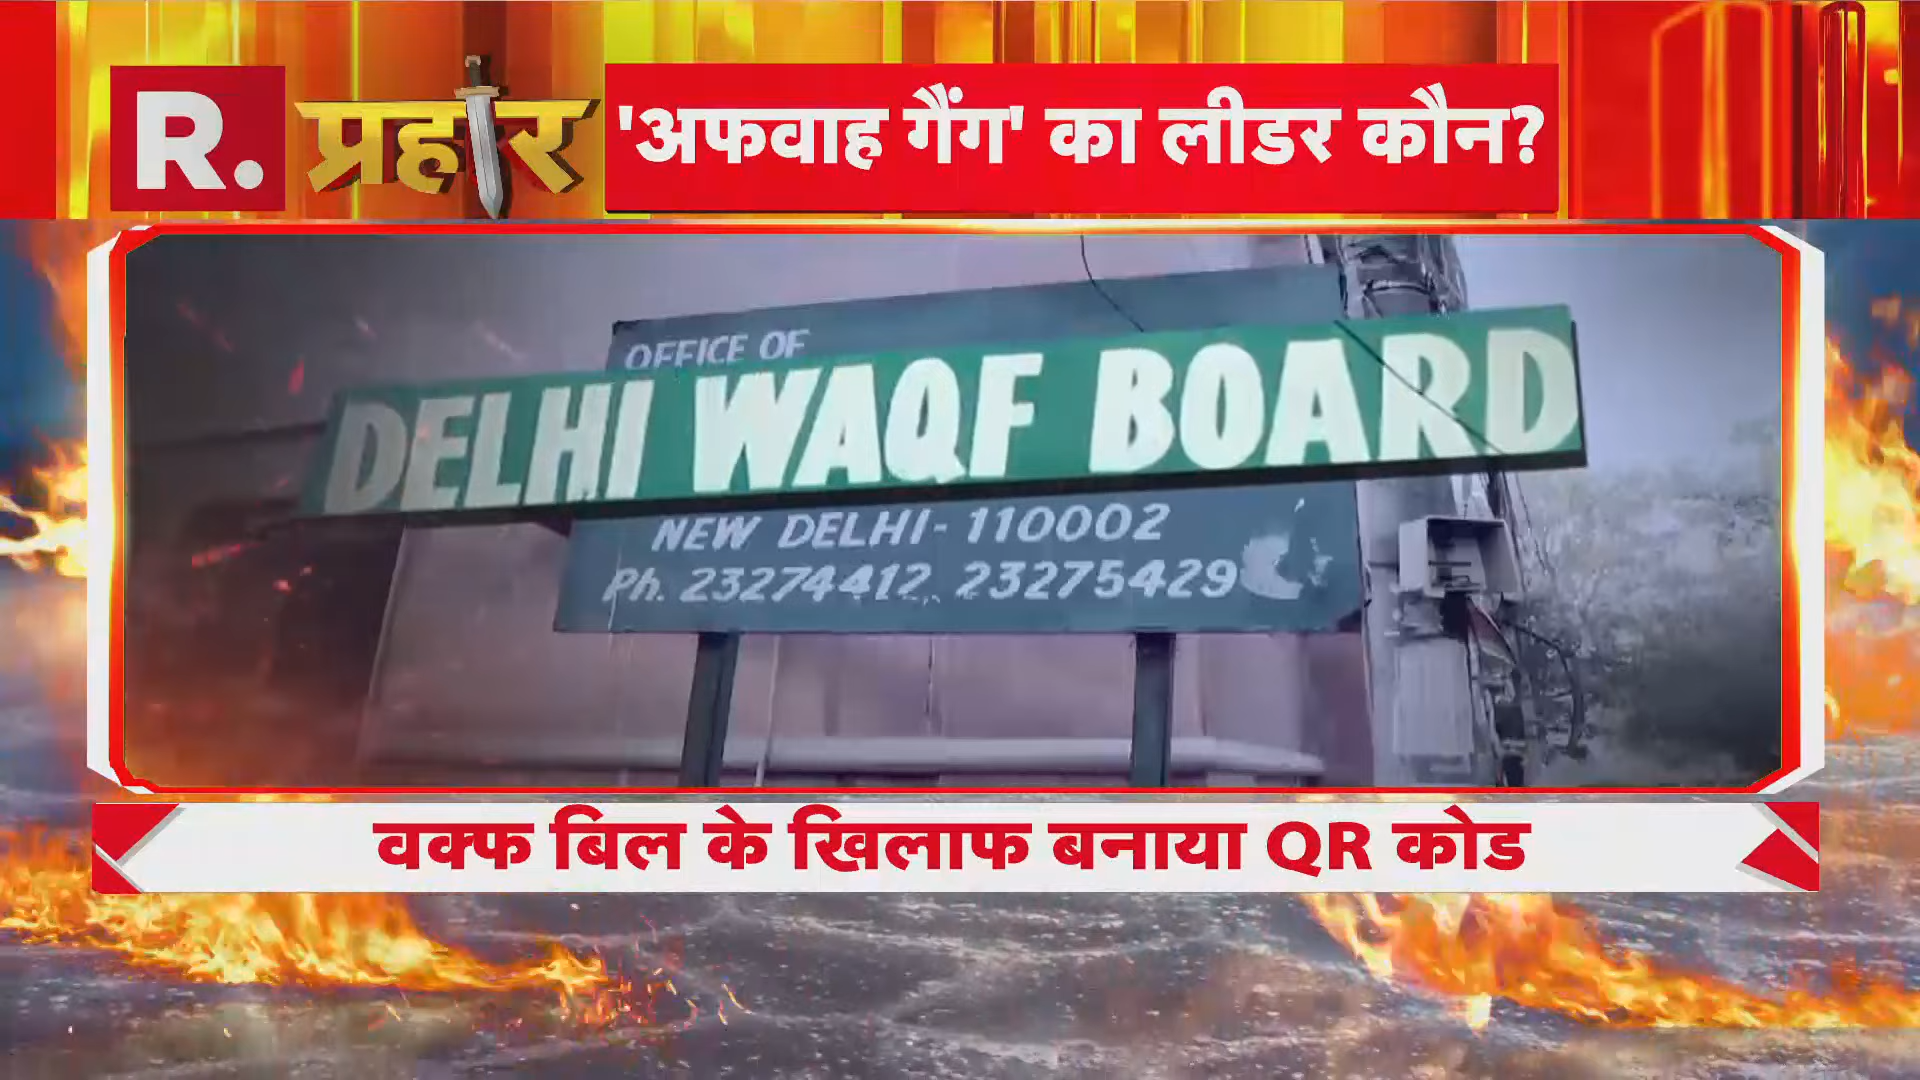 R. प्रहार 'अफवाह गैंग' का लीडर कौन?
OFFICE OF
DELHI WAQF BOARD
NEW DELHI-110002
Ph. 23274412, 23275429
वक्फ बिल के खिलाफ बनाया QR कोड